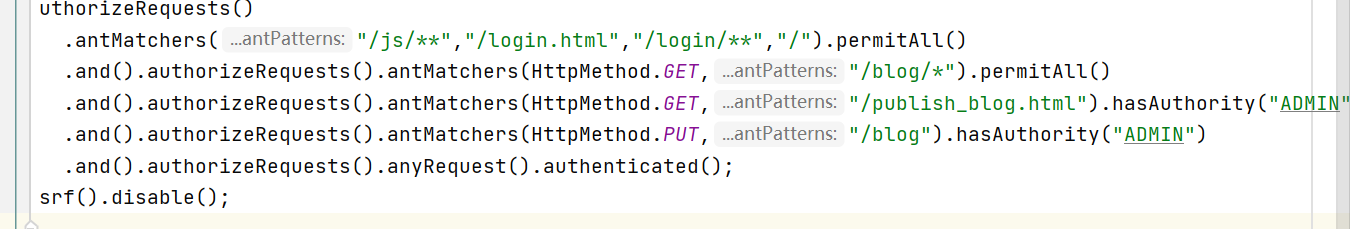 uthorizeRequests()
.antMatchers( ...antPatterns: "/js/**","/login.html","/login/**","/").permitAll()
.and().authorizeRequests().antMatchers(HttpMethod.GET, ...antPatterns: "/blog/*").permitAll()
.and().authorizeRequests().antMatchers(HttpMethod.GET, ...antPatterns: "/publish_blog.html").hasAuthority("ADMIN"
.and().authorizeRequests().antMatchers(HttpMethod.PUT, ...antPatterns: "/blog").hasAuthority("ADMIN")
.and().authorizeRequests().anyRequest().authenticated();
srf().disable();